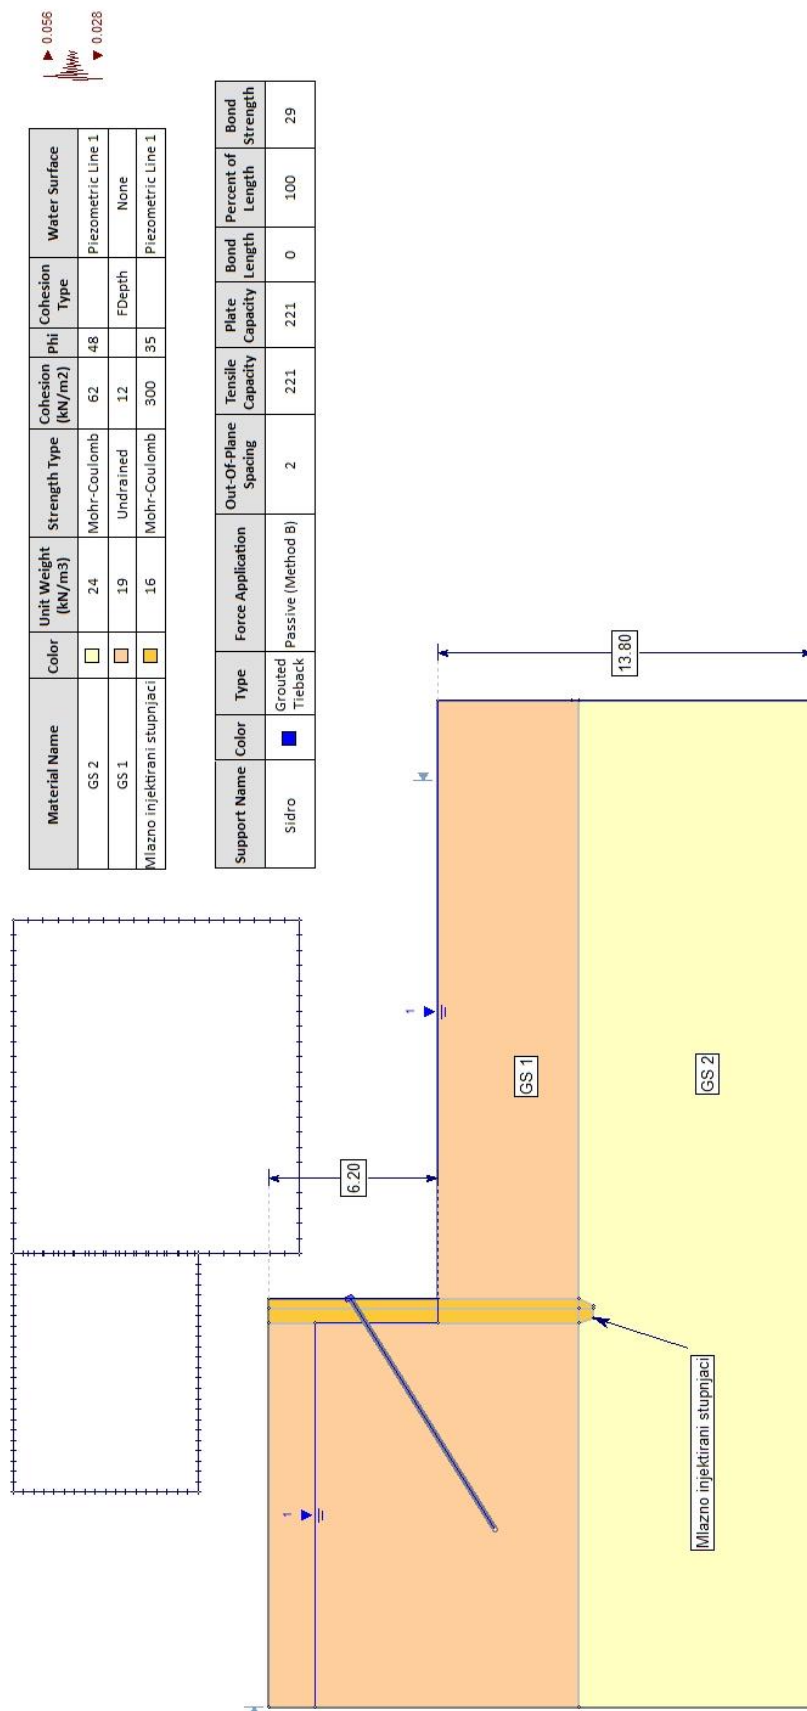 0.056
0.028
Material Name Color Unit Weight (kN/m3) Strength Type Cohesion (kN/m2) Phi Cohesion Type Water Surface
GS 2 24 Mohr-Coulomb 62 48 Piezometric Line 1
GS 1 19 Undrained 12 FDepth None
Mlazno injektirani stupnjaci 16 Mohr-Coulomb 300 35 Piezometric Line 1
Support Name Color Type Force Application Out-Of-Plane Spacing Tensile Capacity Plate Capacity Bond Length Percent of Length Bond Strength
Sidro Grouted Tieback Passive (Method B) 2 221 221 0 100 29
6.20
1
1
GS 1
13.80
GS 2
Mlazno injektirani stupnjaci